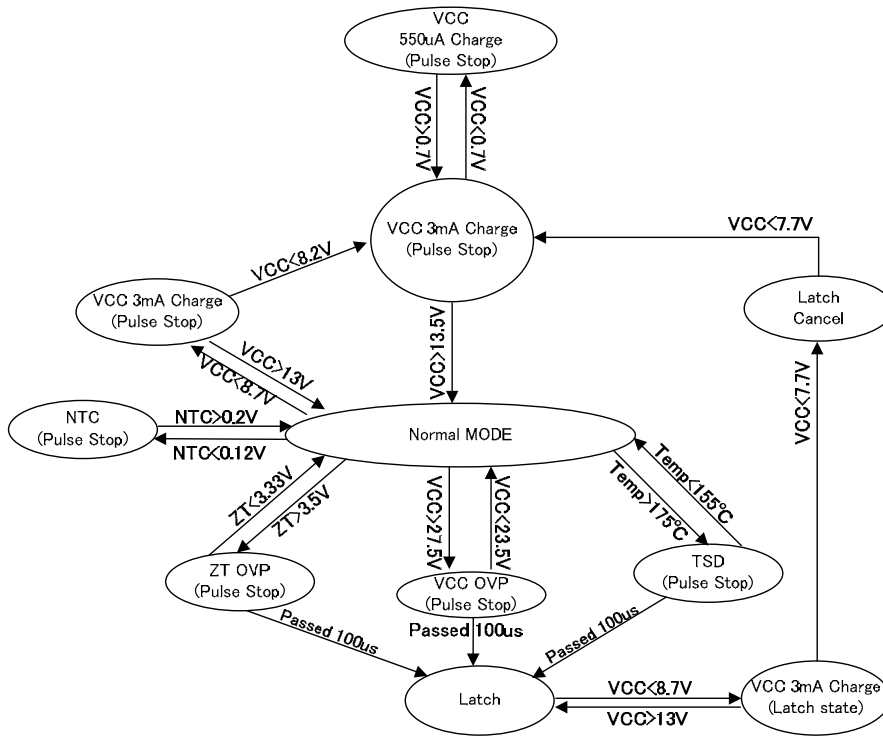 VCC
550uA Charge
(Pulse Stop)
VCC>0.7V
VCC<0.7V
VCC 3mA Charge
(Pulse Stop)
VCC<7.7V
VCC<8.2V
VCC 3mA Charge
(Pulse Stop)
Latch
Cancel
VCC>13.5V
VCC>13V
VCC<8.7V
VCC<7.7V
NTC
(Pulse Stop)
NTC>0.2V
NTC<0.12V
Normal MODE
ZT<3.33V
ZT>3.5V
VCC>27.5V
VCC<23.5V
Temp<155℃
Temp>175℃
ZT OVP
(Pulse Stop)
VCC OVP
(Pulse Stop)
TSD
(Pulse Stop)
Passed 100us
Passed 100us
Passed 100us
Latch
VCC<8.7V
VCC>13V
VCC 3mA Charge
(Latch state)